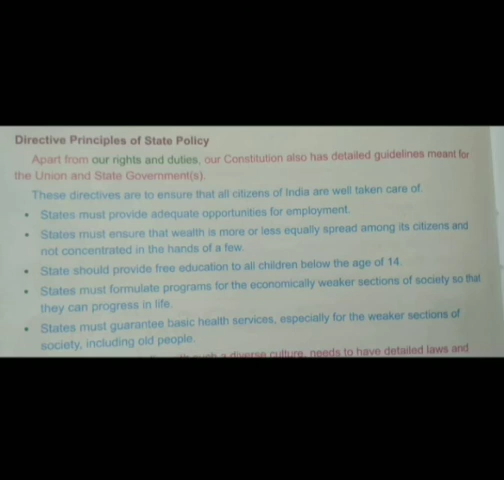 Directive Principles of State Policy
Apart from our rights and duties, our Constitution also has detailed guidelines meant for
the Union and State Government(s).
These directives are to ensure that all citizens of India are well taken care of.
• States must provide adequate opportunities for employment.
• States must ensure that wealth is more or less equally spread among its citizens and
not concentrated in the hands of a few.
• State should provide free education to all children below the age of 14.
• States must formulate programs for the economically weaker sections of society so that
they can progress in life.
• States must guarantee basic health services, especially for the weaker sections of
society, including old people.
such a diverse culture, needs to have detailed laws and